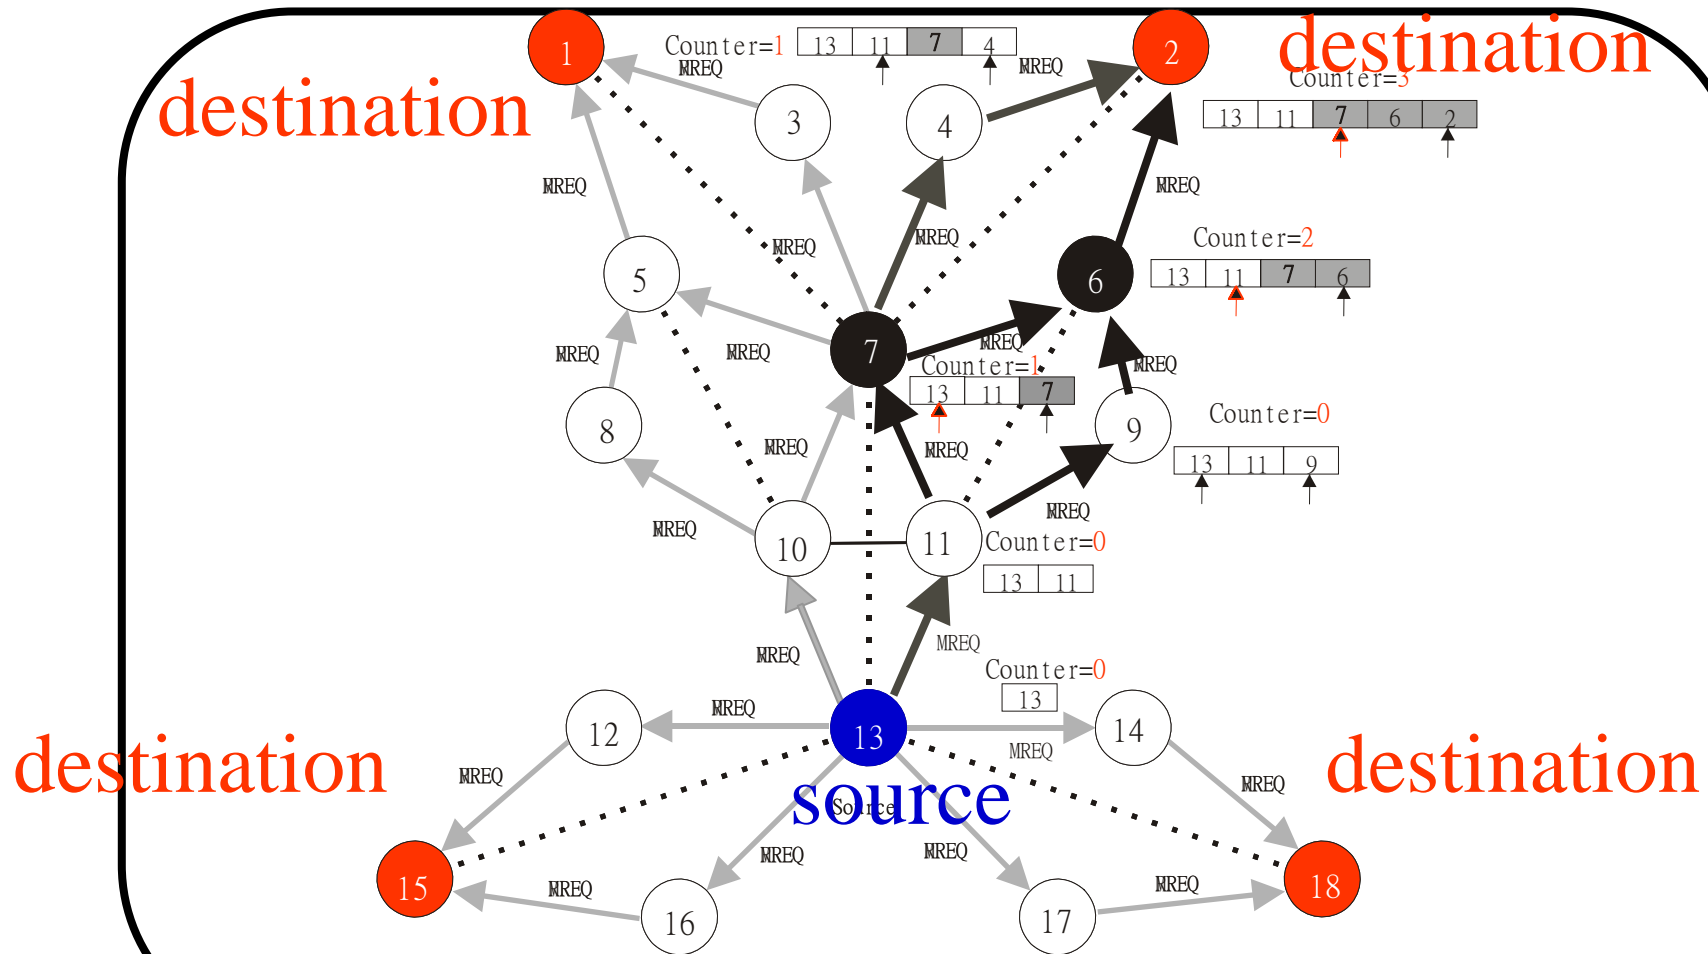 1
Counter=1
13 11 7 4
2
destination
Counter=3
destination
MREQ
MREQ
13 11 7 6 2
3
4
MREQ
MREQ
MREQ
MREQ
Counter=2
5
6
13 11 7 6
MREQ
MREQ
7
MREQ
MREQ
Counter=1
13 11 7
Counter=0
8
9
MREQ
MREQ
13 11 9
MREQ
MREQ
10
11
Counter=0
13 11
MREQ
MREQ
Counter=0
13
MREQ
12
13
14
MREQ
destination
destination
MREQ
MREQ
source
Source
MREQ
MREQ
15
MREQ
MREQ
18
16
17